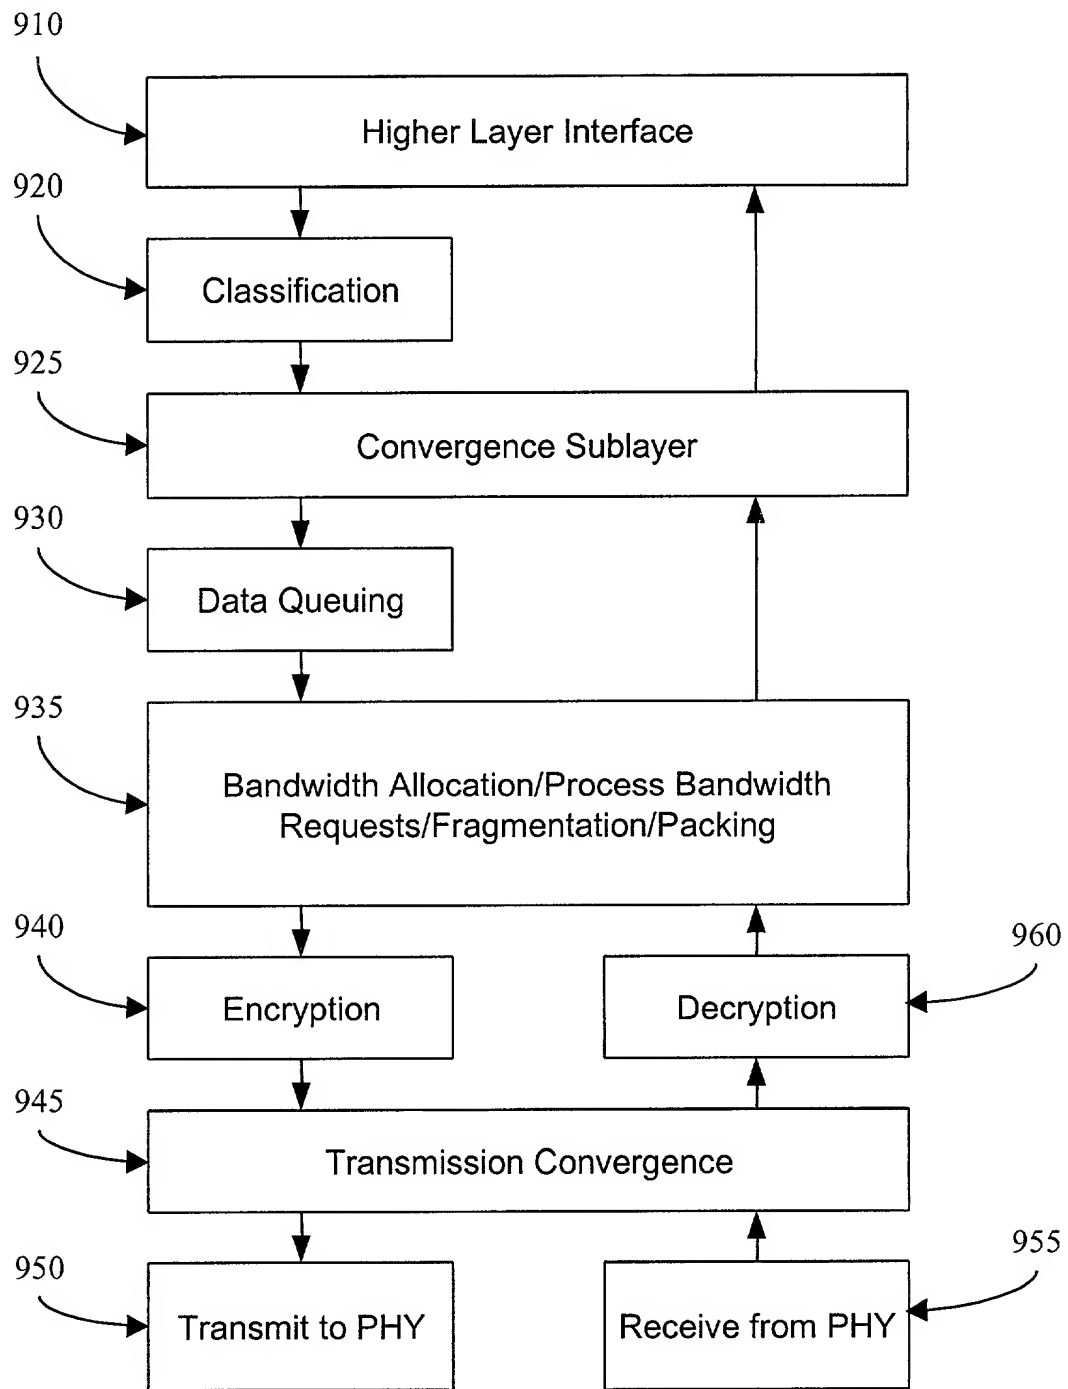 910
Higher Layer Interface
920
Classification
925
Convergence Sublayer
930
Data Queuing
935
Bandwidth Allocation/Process Bandwidth
Requests/Fragmentation/Packing
940
960
Encryption
Decryption
945
Transmission Convergence
950
955
Transmit to PHY
Receive from PHY